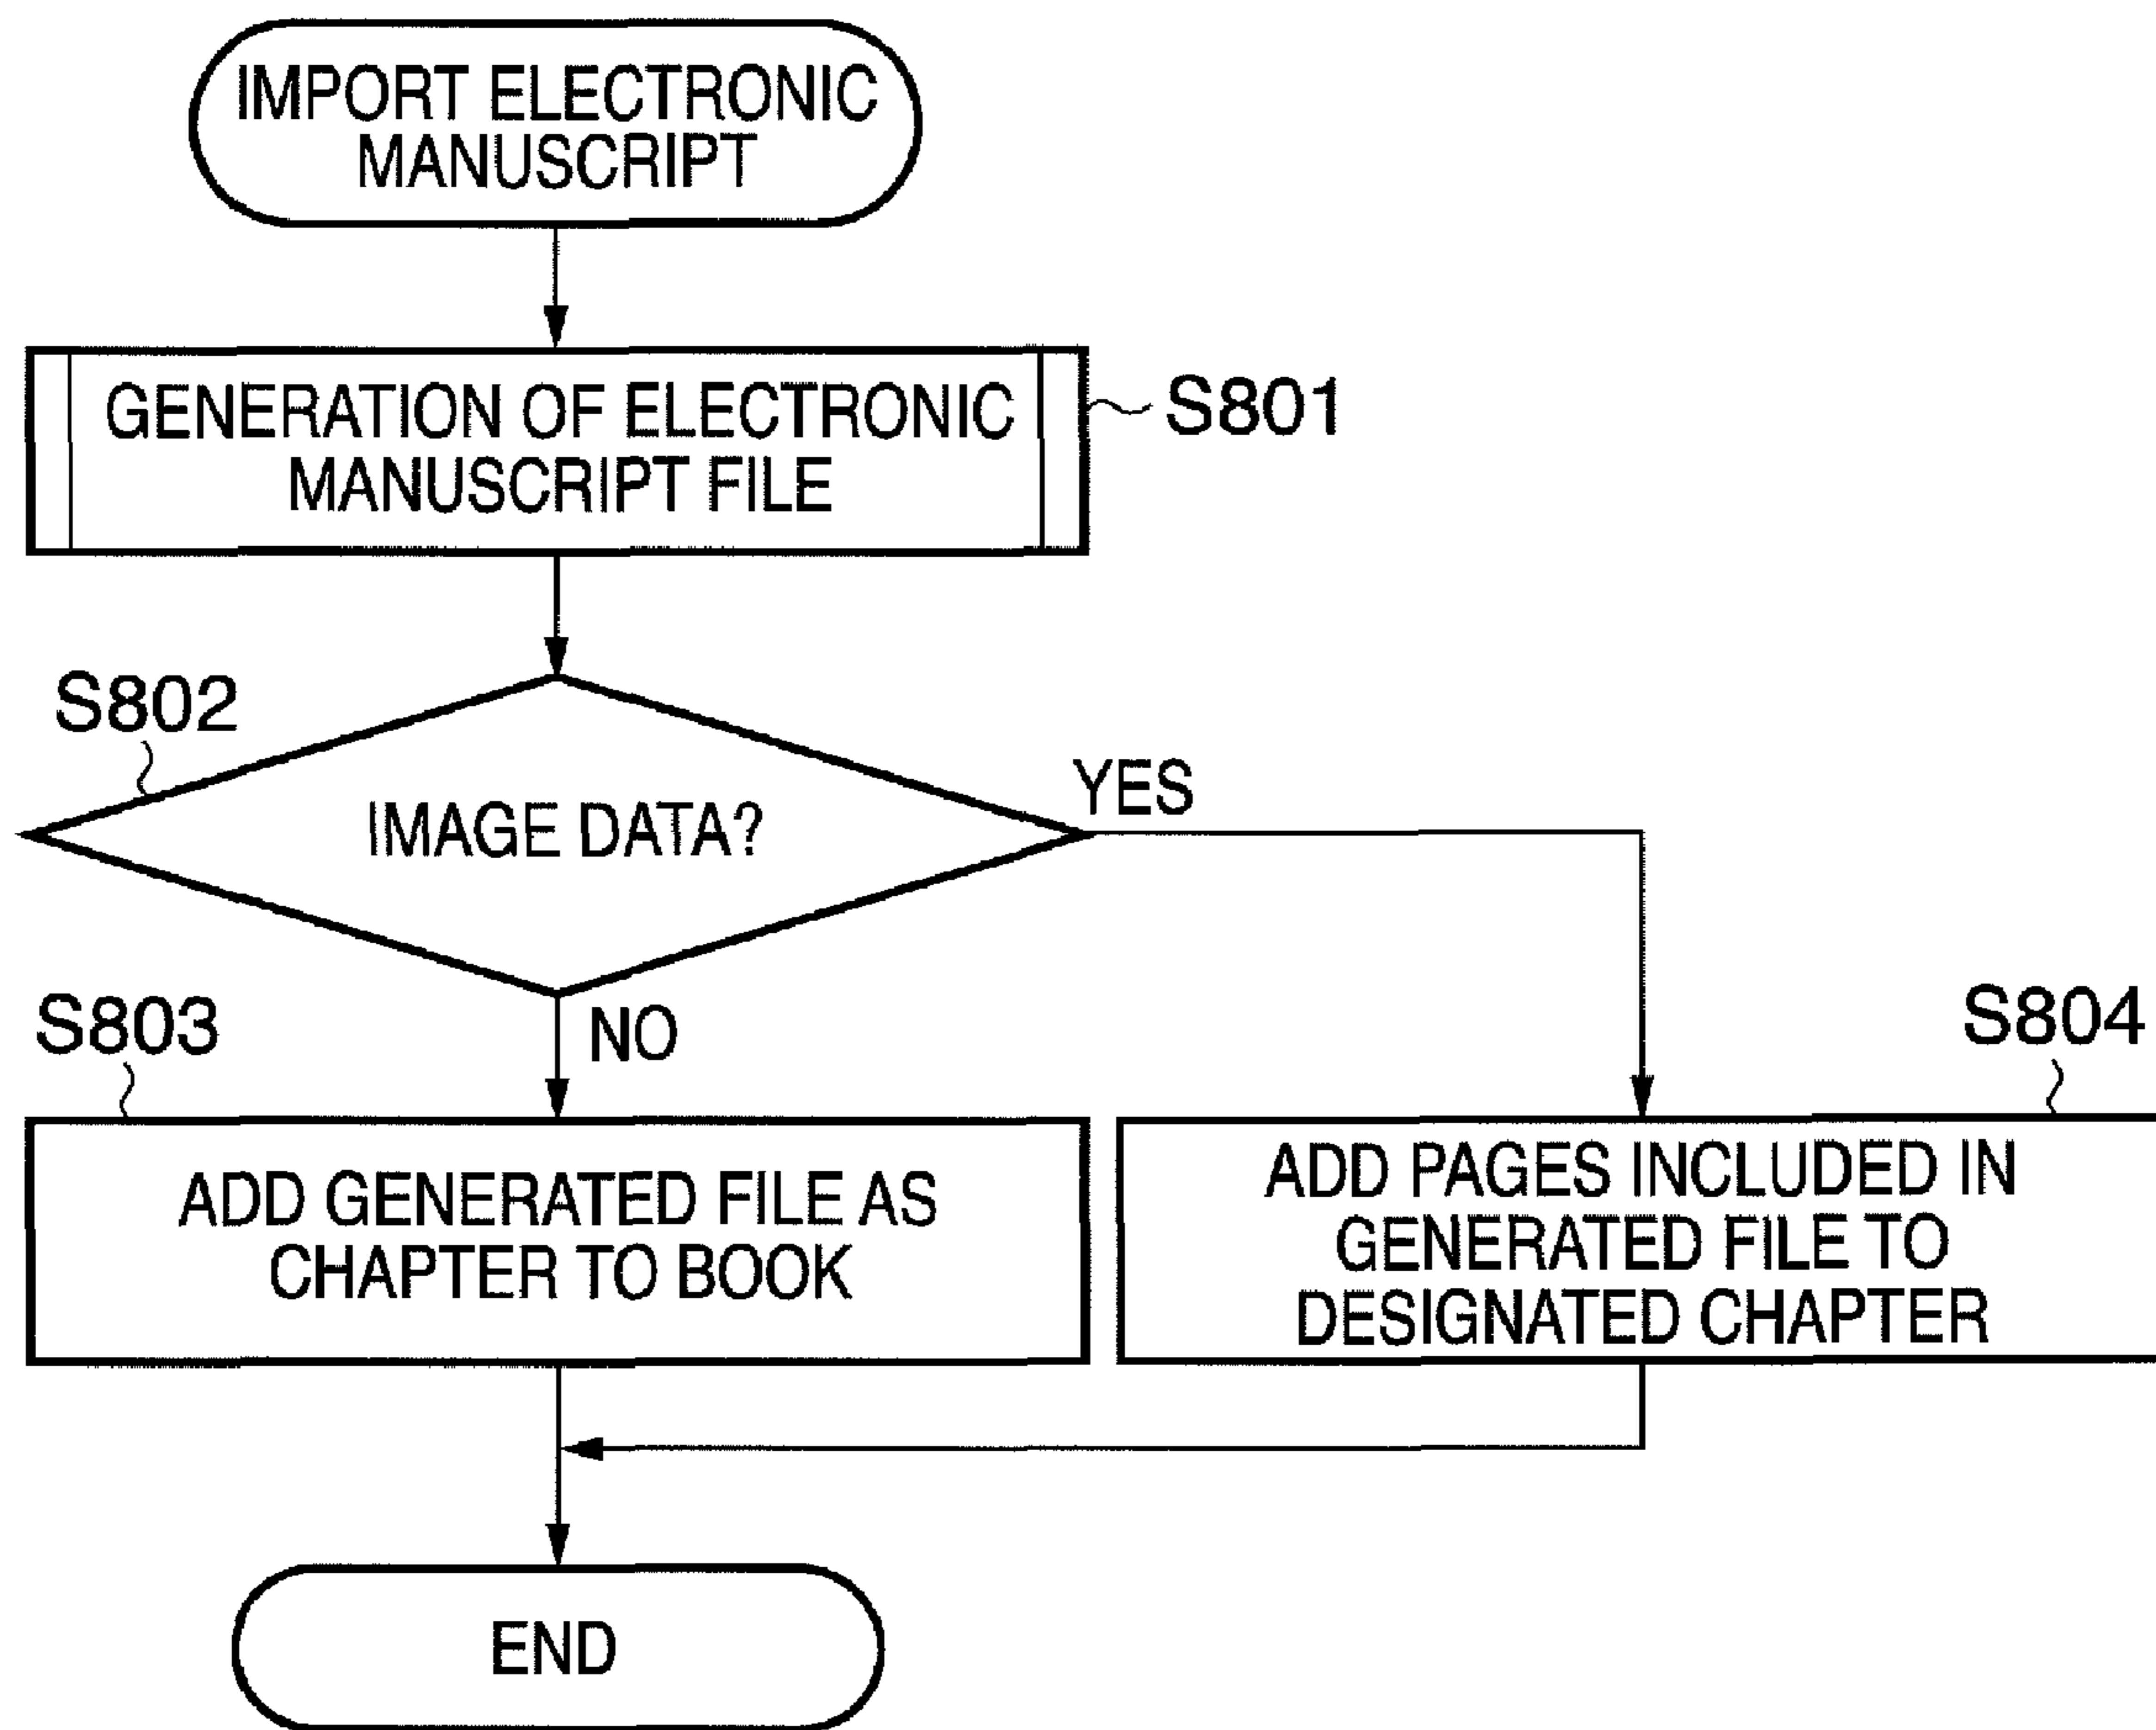 IMPORT ELECTRONIC
MANUSCRIPT
GENERATION OF ELECTRONIC
MANUSCRIPT FILE
S801
S802
IMAGE DATA?
YES
NO
S803
ADD GENERATED FILE AS
CHAPTER TO BOOK
S804
ADD PAGES INCLUDED IN
GENERATED FILE TO
DESIGNATED CHAPTER
END